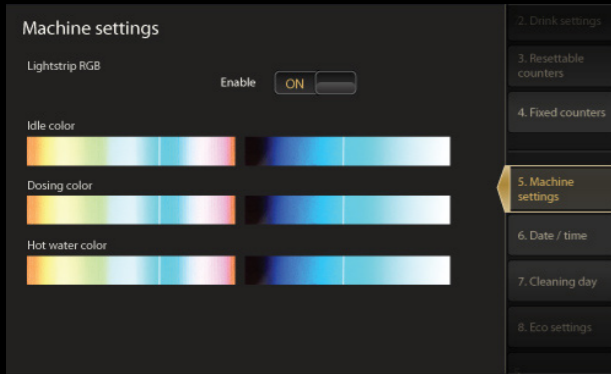 Machine settings
Lightstrip RGB
Enable
ON
Idle color
Dosing color
Hot water color
2. Drink settings
3. Resettable
counters
4. Fixed counters
5. Machine
settings
6. Date / time
7. Cleaning day
8. Eco settings